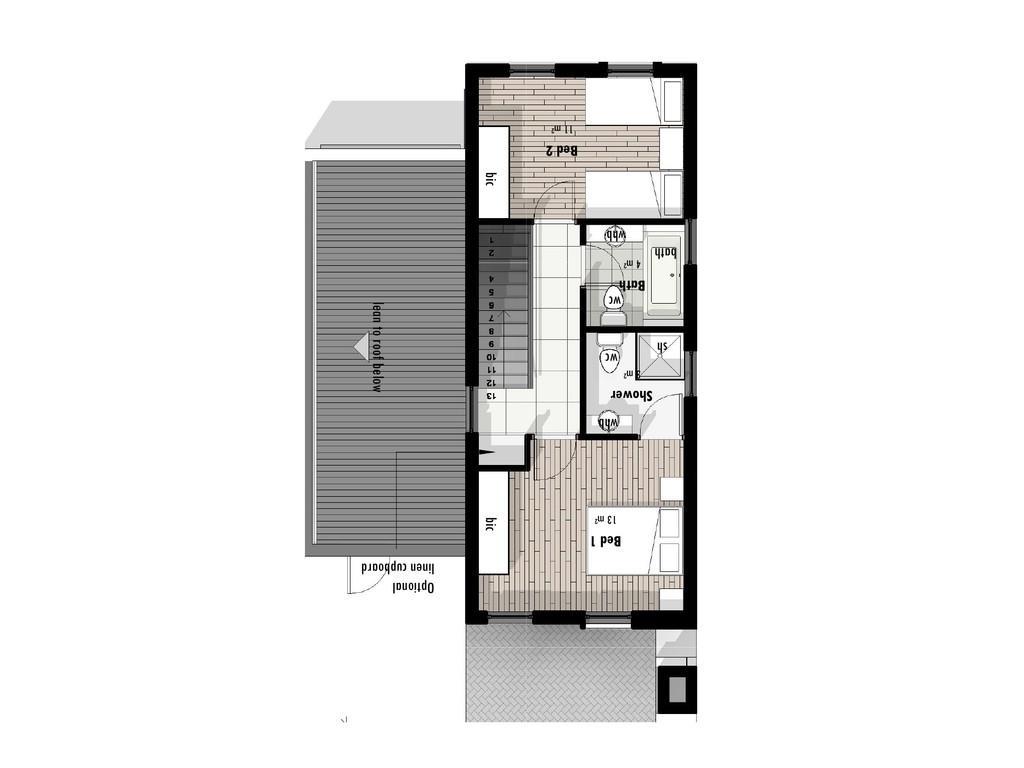 11 m²
Bed 2
bic
1
2
4
5
6
7
8
9
10
11
12
13
whb
bath
4 m²
Bath
wc
wc
sh
m²
Shower
whb
lean to roof below
bic
13 m²
Bed 1
Optional
linen cupboard